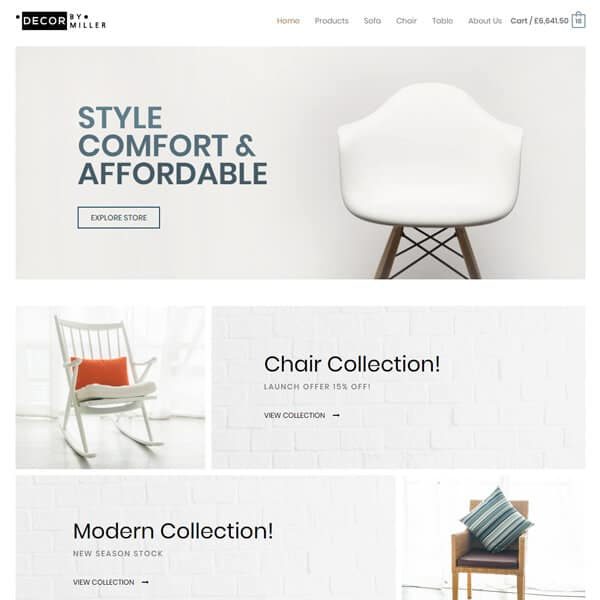 DECOR BY MILLER
Home Products Sofa Chair Table About Us Cart / £6,641.50 18
STYLE
COMFORT &
AFFORDABLE
EXPLORE STORE
Chair Collection!
LAUNCH OFFER 15% OFF!
VIEW COLLECTION
Modern Collection!
NEW SEASON STOCK
VIEW COLLECTION